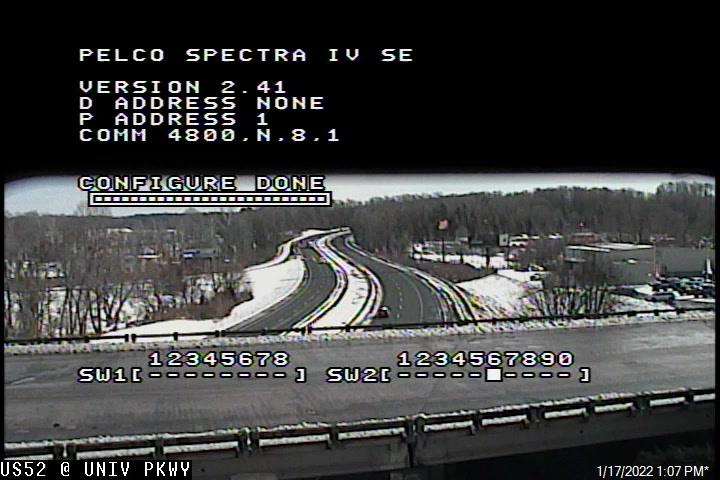 PELCO SPECTRA IV SE
VERSION 2.41
D ADDRESS NONE
P ADDRESS 1
COMM 4800,N,8,1
CONFIGURE DONE
12345678 1234567890
SW1[--------] SW2[-----■----]
US52 @ UNIV PKWY 1/17/2022 1:07 PM*